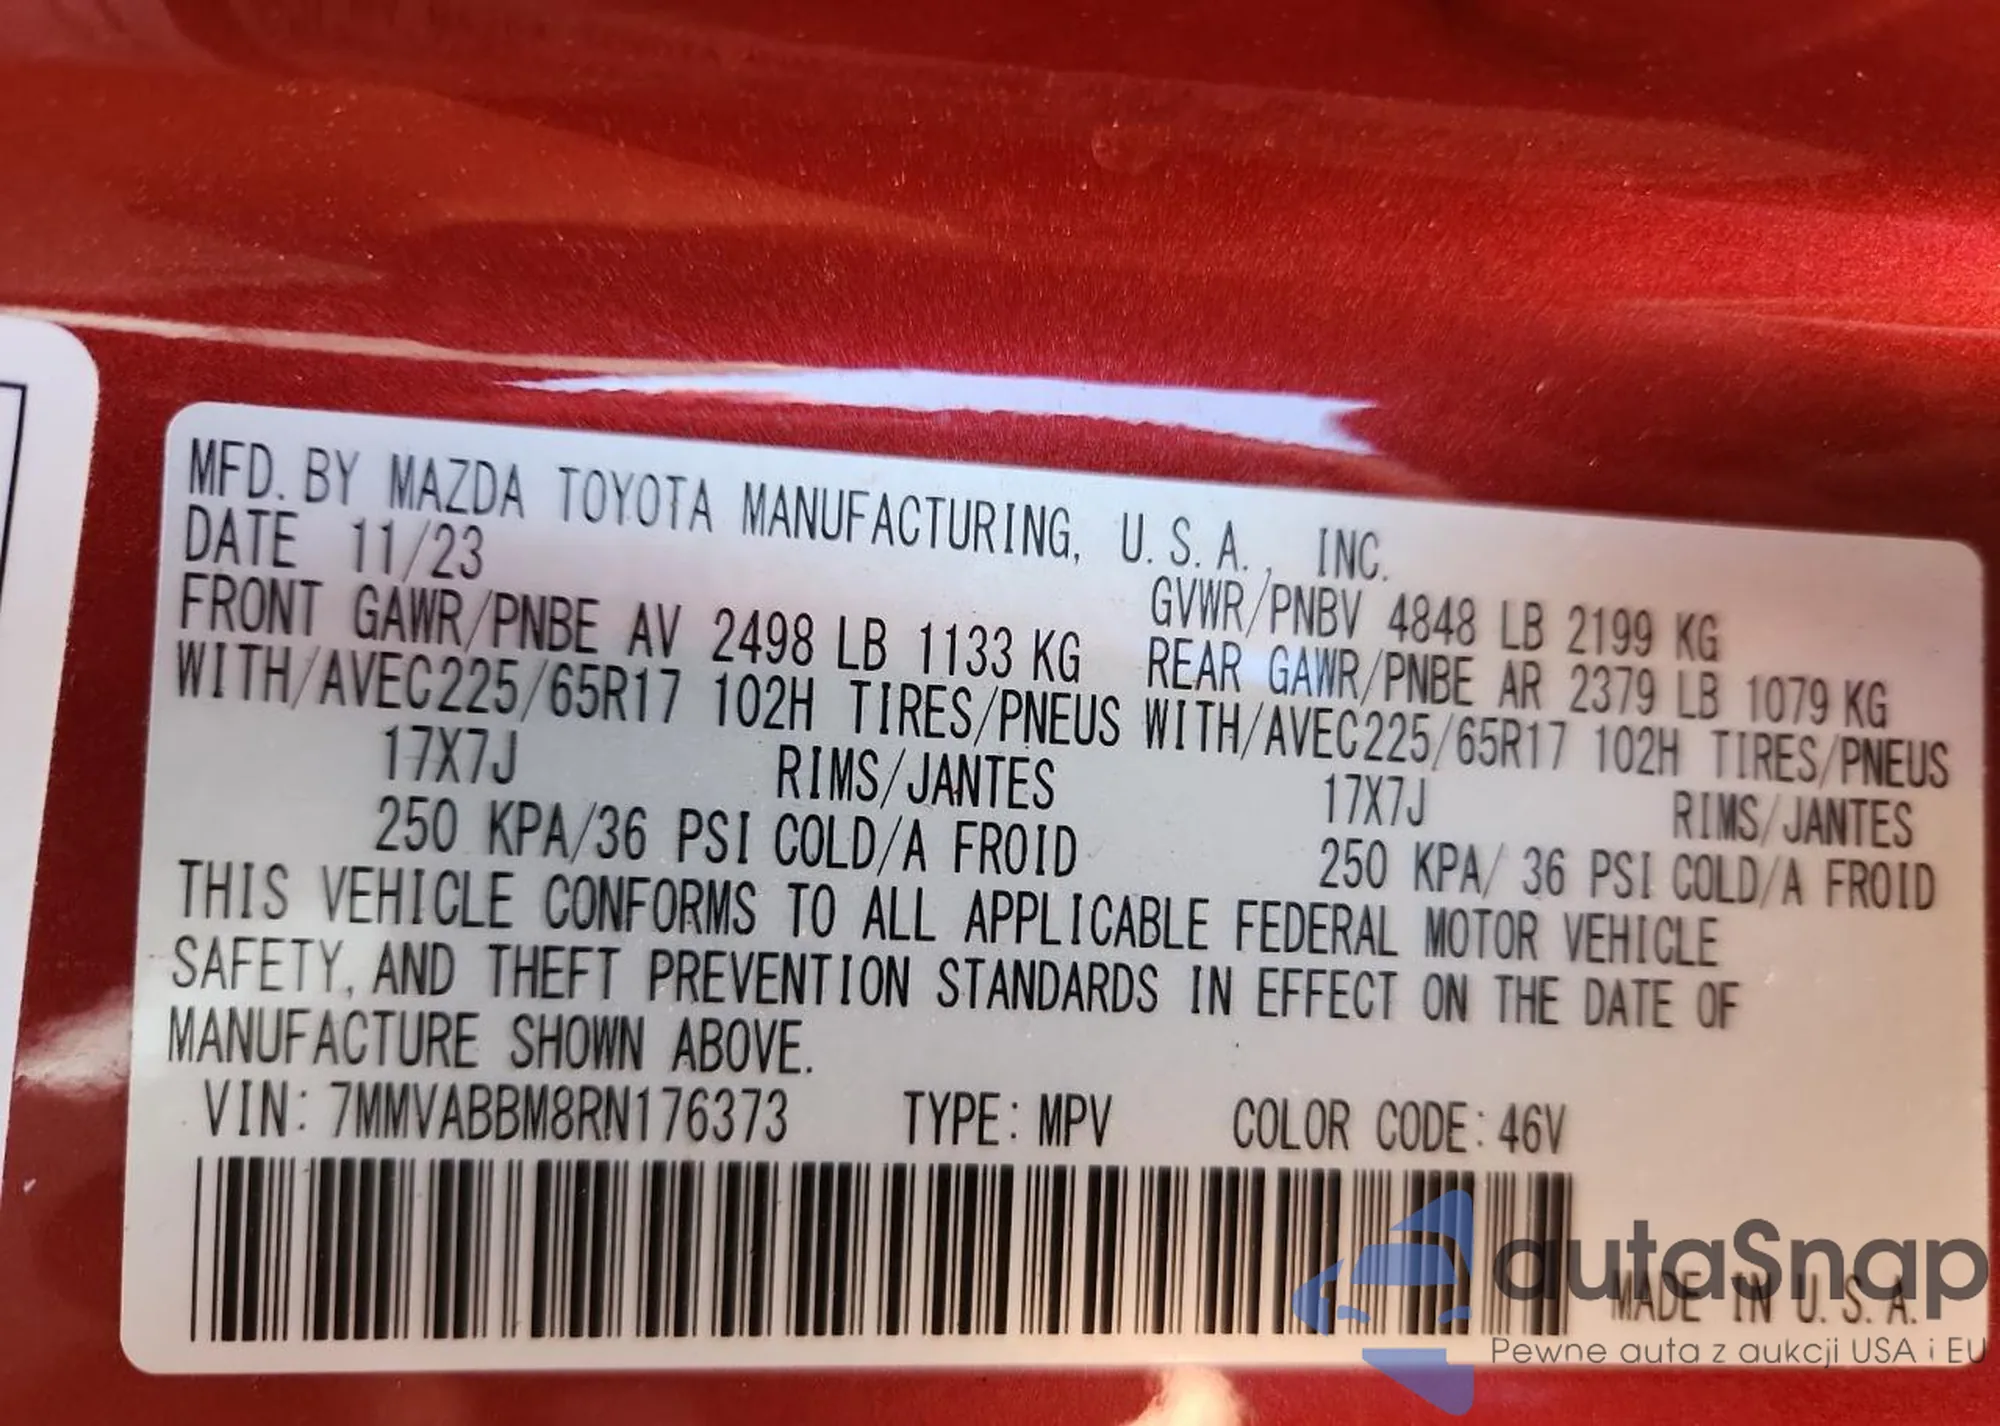 MFD. BY MAZDA TOYOTA MANUFACTURING, U.S.A., INC.
DATE 11/23
GVWR/PNBV 4848 LB 2199 KG
FRONT GAWR/PNBE AV 2498 LB 1133 KG
REAR GAWR/PNBE AR 2379 LB 1079 KG
WITH/AVEC225/65R17 102H TIRES/PNEUS
WITH/AVEC225/65R17 102H TIRES/PNEUS
17X7J RIMS/JANTES
17X7J RIMS/JANTES
250 KPA/36 PSI COLD/A FROID
250 KPA/ 36 PSI COLD/A FROID
THIS VEHICLE CONFORMS TO ALL APPLICABLE FEDERAL MOTOR VEHICLE
SAFETY, AND THEFT PREVENTION STANDARDS IN EFFECT ON THE DATE OF
MANUFACTURE SHOWN ABOVE.
VIN: 7MMVABBM8RN176373 TYPE: MPV COLOR CODE: 46V
MADE IN U.S.A.
autaSnap
Pewne auta z aukcji USA i EU